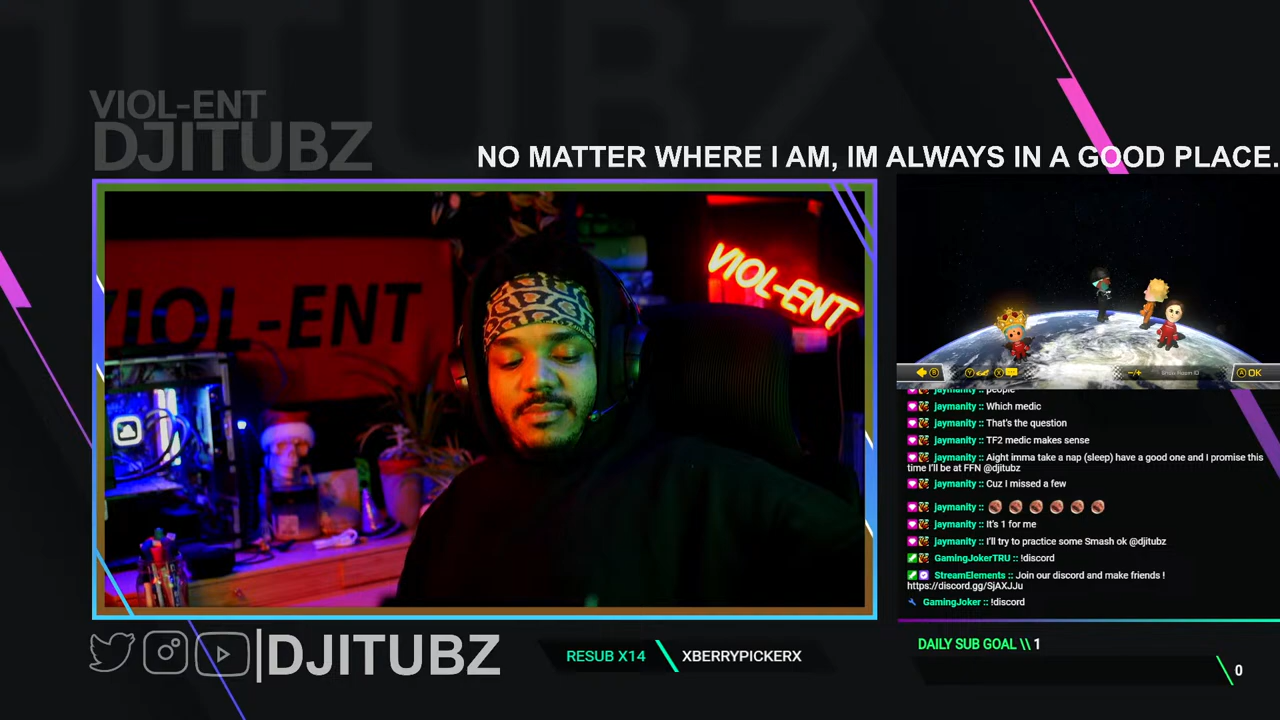 VIOL-ENT
DJITUBZ
NO MATTER WHERE I AM, IM ALWAYS IN A GOOD PLACE.
VIOL-ENT
VIOL-ENT
B
Y
X
-/+
A OK
people
jaymanity :: Which medic
jaymanity :: That's the question
jaymanity :: TF2 medic makes sense
jaymanity :: Aight imma take a nap (sleep) have a good one and I promise this
time I'll be at FFN @djitubz
jaymanity :: Cuz I missed a few
jaymanity ::
jaymanity :: It's 1 for me
jaymanity :: I'll try to practice some Smash ok @djitubz
GamingJokerTRU :: !discord
StreamElements :: Join our discord and make friends !
https://discord.gg/SjAXJJu
GamingJoker :: !discord
|DJITUBZ
RESUB X14
XBERRYPICKERX
DAILY SUB GOAL \\ 1
0